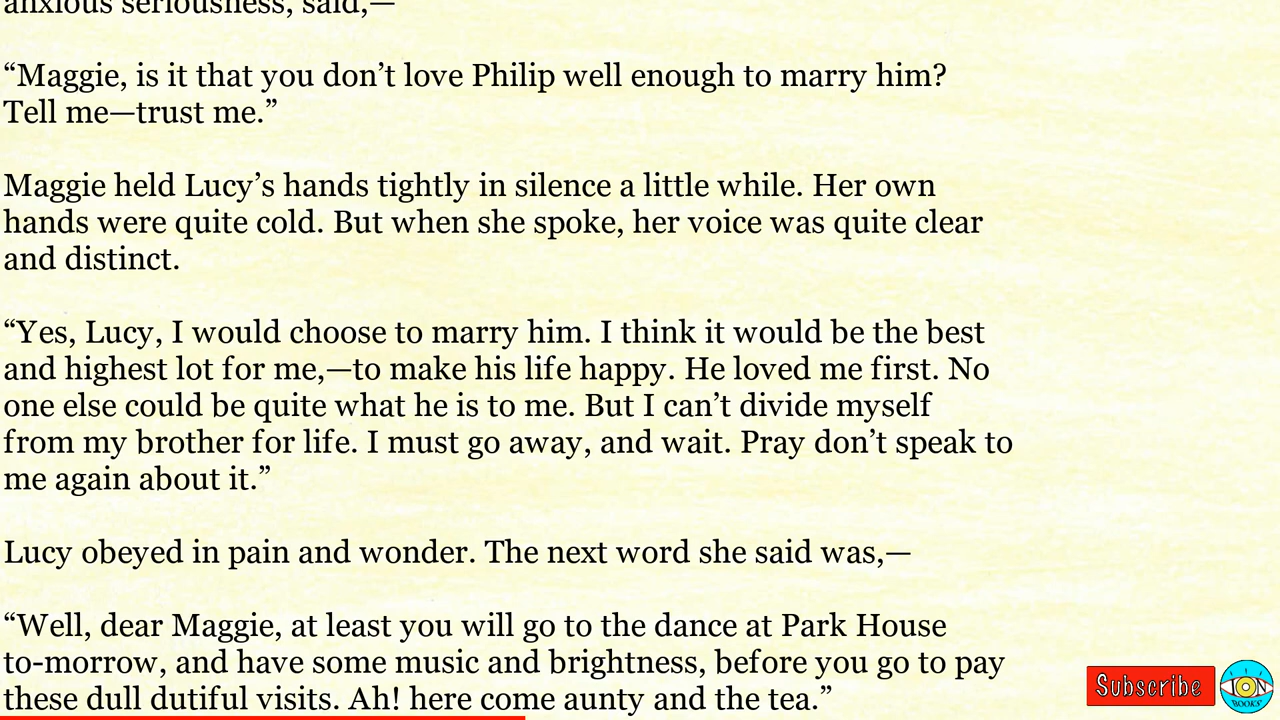 anxious seriousness, said,—
“Maggie, is it that you don’t love Philip well enough to marry him?
Tell me—trust me.”
Maggie held Lucy’s hands tightly in silence a little while. Her own
hands were quite cold. But when she spoke, her voice was quite clear
and distinct.
“Yes, Lucy, I would choose to marry him. I think it would be the best
and highest lot for me,—to make his life happy. He loved me first. No
one else could be quite what he is to me. But I can’t divide myself
from my brother for life. I must go away, and wait. Pray don’t speak to
me again about it.”
Lucy obeyed in pain and wonder. The next word she said was,—
“Well, dear Maggie, at least you will go to the dance at Park House
to-morrow, and have some music and brightness, before you go to pay
these dull dutiful visits. Ah! here come aunty and the tea.”
Subscribe
ION
BOOKS